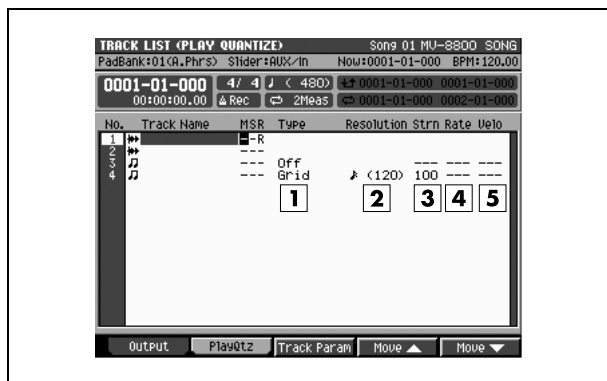 TRACK LIST (PLAY QUANTIZE) Song 01 MV-8800 SONG
PadBank:01(A.Phrs) Slider:AUX/In Now:0001-01-000 BPM:120.00
0001-01-000 4/ 4 ♩ ( 480) 0001-01-000 0001-01-000
00:00:00.00 Rec 2Meas 0001-01-000 0002-01-000
No. Track Name MSR Type Resolution Strn Rate Velo
1 --R
2 ---
3 --- Off --- --- ---
4 --- Grid (120) 100 --- ---
1 2 3 4 5
Output PlayQtz Track Param Move ▲ Move ▼